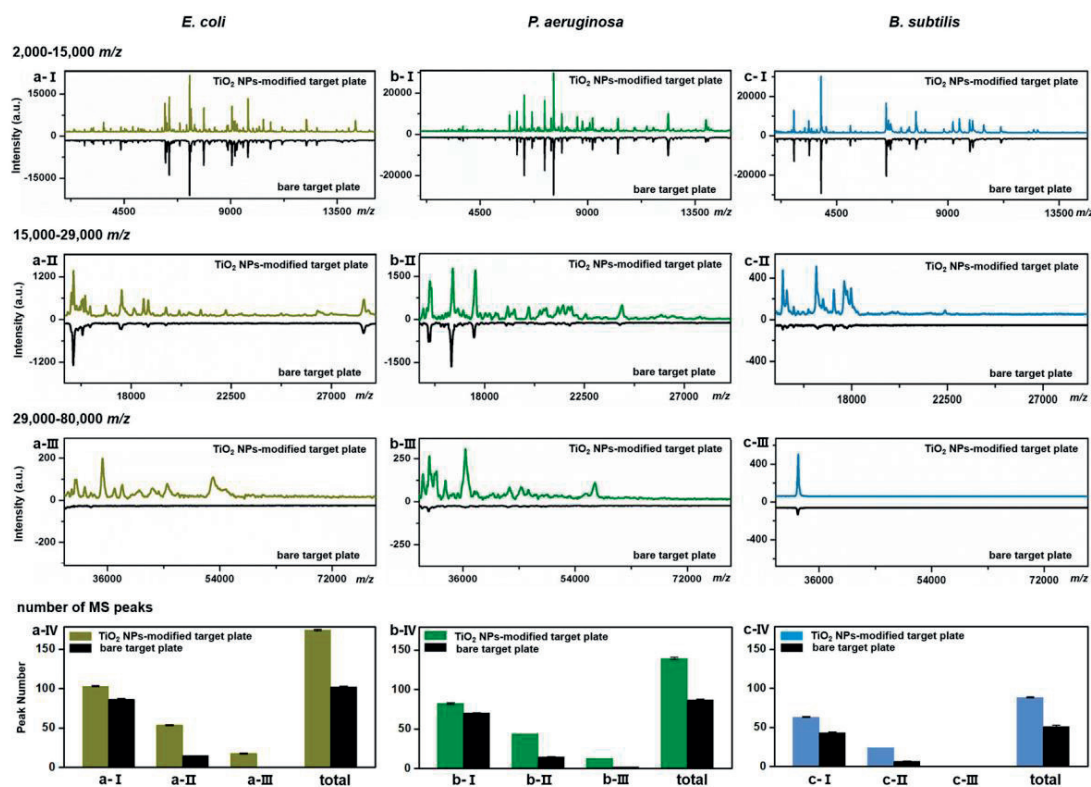 E. coli P. aeruginosa B. subtilis
2,000-15,000 m/z
a-I TiO2 NPs-modified target plate b-I TiO2 NPs-modified target plate c-I TiO2 NPs-modified target plate
Intensity (a.u.)
15000 20000 20000
0 0 0
-15000 -20000 -20000
bare target plate bare target plate bare target plate
4500 9000 13500 m/z 4500 9000 13500 m/z 4500 9000 13500 m/z
15,000-29,000 m/z
a-II TiO2 NPs-modified target plate b-II TiO2 NPs-modified target plate c-II TiO2 NPs-modified target plate
Intensity (a.u.)
1200 1500 400
0 0 0
-1200 -1500 -400
bare target plate bare target plate bare target plate
18000 22500 27000 m/z 18000 22500 27000 m/z 18000 22500 27000 m/z
29,000-80,000 m/z
a-III TiO2 NPs-modified target plate b-III TiO2 NPs-modified target plate c-III TiO2 NPs-modified target plate
Intensity (a.u.)
200 250 400
0 0 0
-200 -250 -400
bare target plate bare target plate bare target plate
36000 54000 72000 m/z 36000 54000 72000 m/z 36000 54000 72000 m/z
number of MS peaks
a-IV TiO2 NPs-modified target plate b-IV TiO2 NPs-modified target plate c-IV TiO2 NPs-modified target plate
bare target plate bare target plate bare target plate
Peak Number
150 150 150
100 100 100
50 50 50
0 0 0
a-I a-II a-III total b-I b-II b-III total c-I c-II c-III total